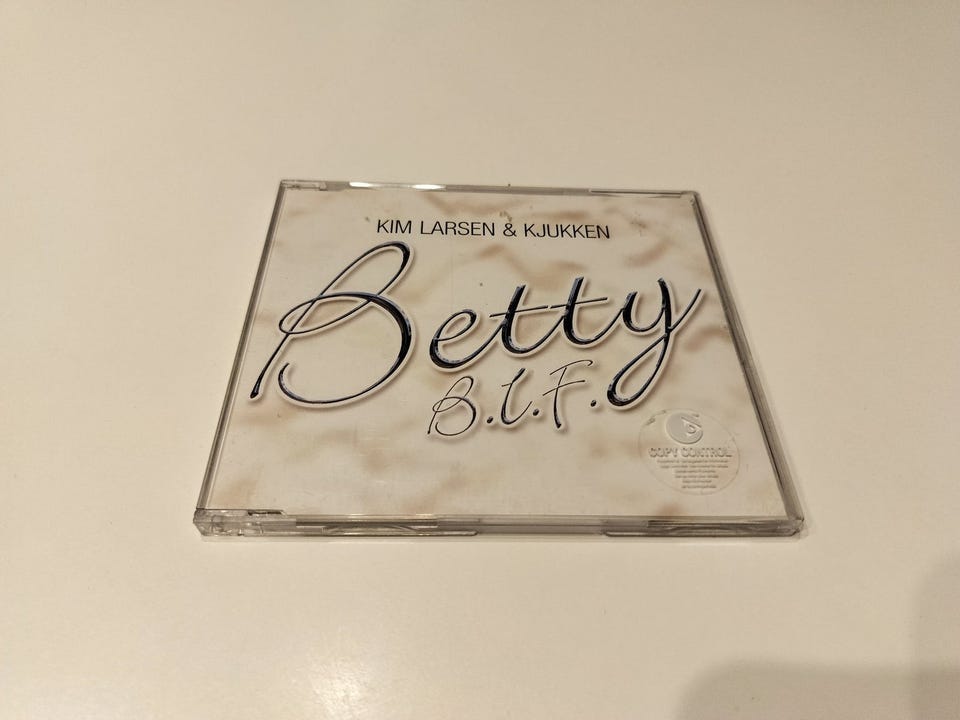 KIM LARSEN & KJUKKEN
Betty
B.I.F.
COPY CONTROL